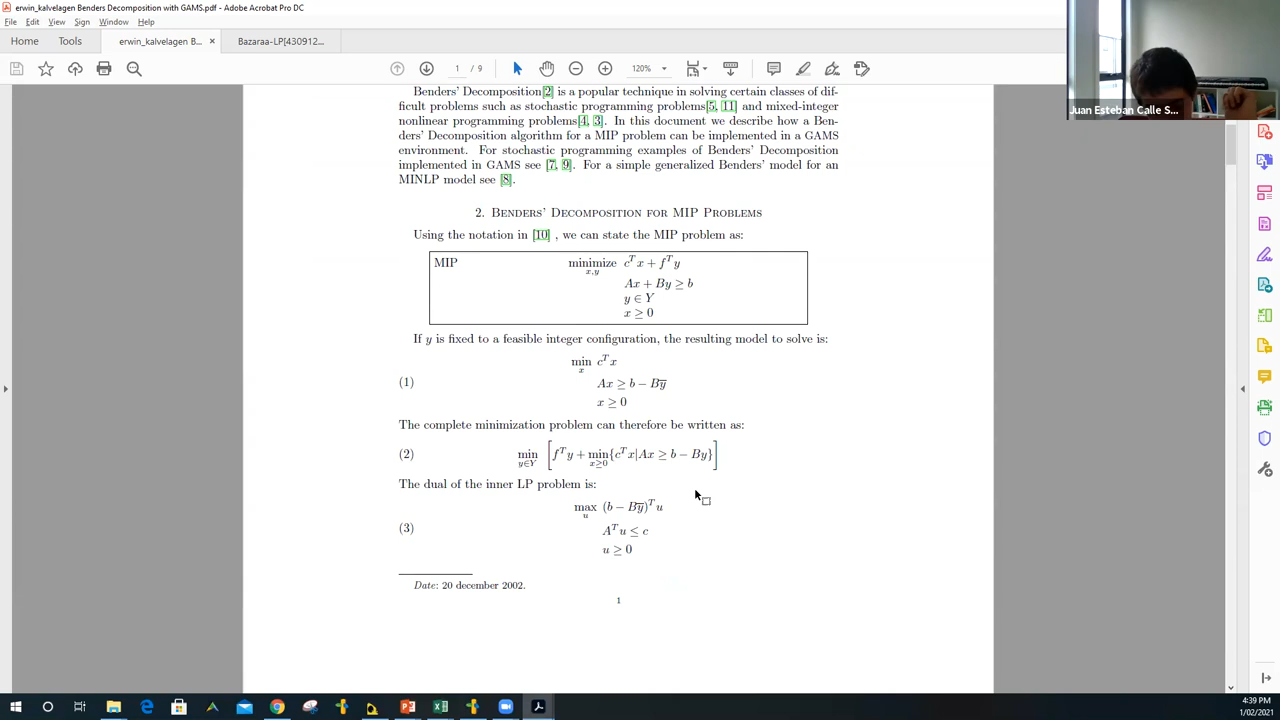 erwin_kalvelagen Benders Decomposition with GAMS.pdf - Adobe Acrobat Pro DC
File Edit View Sign Window Help
Home Tools erwin_kalvelagen B... × Bazaraa-LP[430912...
1 / 9 120%
Juan Esteban Calle S...
Benders' Decomposition[2] is a popular technique in solving certain classes of dif-
ficult problems such as stochastic programming problems[5, 11] and mixed-integer
nonlinear programming problems[4, 3]. In this document we describe how a Ben-
ders' Decomposition algorithm for a MIP problem can be implemented in a GAMS
environment. For stochastic programming examples of Benders' Decomposition
implemented in GAMS see [7, 9]. For a simple generalized Benders' model for an
MINLP model see [8].
2. Benders' Decomposition for MIP Problems
Using the notation in [10] , we can state the MIP problem as:
MIP minimize_{x,y} c^T x + f^T y
Ax + By ≥ b
y ∈ Y
x ≥ 0
If y is fixed to a feasible integer configuration, the resulting model to solve is:
min_x c^T x
(1) Ax ≥ b − By̅
x ≥ 0
The complete minimization problem can therefore be written as:
(2) min_{y∈Y} [f^T y + min_{x≥0}{c^T x|Ax ≥ b − By}]
The dual of the inner LP problem is:
max_u (b − By̅)^T u
(3) A^T u ≤ c
u ≥ 0
Date: 20 december 2002.
1
4:39 PM
1/02/2021